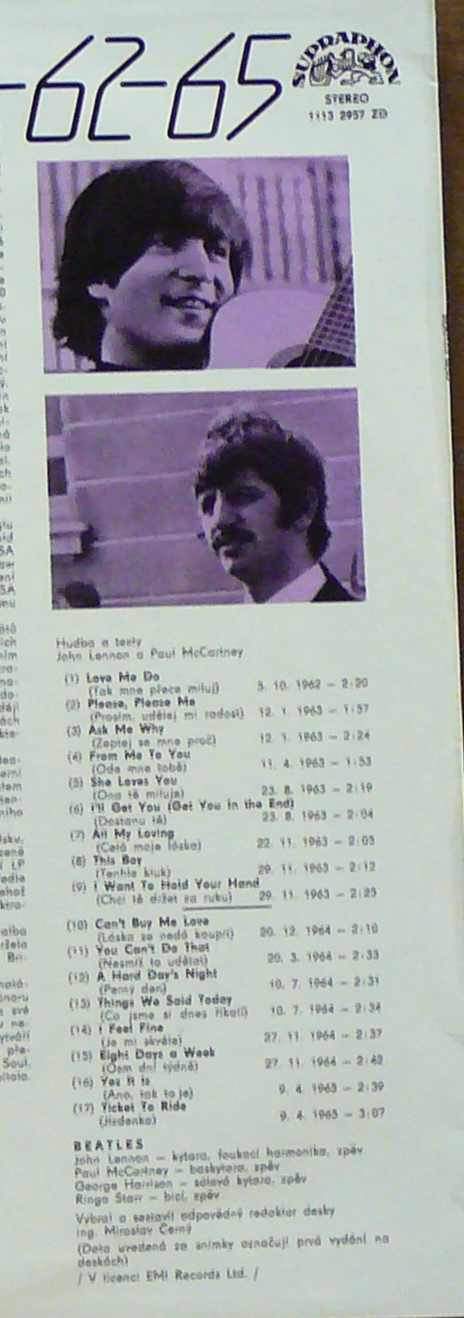 -62-65
SUPRAPHON
STEREO
1113 2957 ZD
Hudba a texty
John Lennon a Paul McCartney
(1) Love Me Do
(Tak mne přece miluj) 5. 10. 1962 – 2:20
(2) Please, Please Me
(Prosím, udělej mi radost) 12. 1. 1963 – 1:57
(3) Ask Me Why
(Zeptej se mne proč) 12. 1. 1963 – 2:24
(4) From Me To You
(Ode mne tobě) 11. 4. 1963 – 1:53
(5) She Loves You
(Ona tě miluje) 23. 8. 1963 – 2:19
(6) I'll Get You (Get You in the End)
(Dostanu tě) 23. 8. 1963 – 2:04
(7) All My Loving
(Celá moje láska) 22. 11. 1963 – 2:05
(8) This Boy
(Tenhle kluk) 29. 11. 1963 – 2:12
(9) I Want To Hold Your Hand
(Chci tě držet za ruku) 29. 11. 1963 – 2:25
(10) Can't Buy Me Love
(Láska se nedá koupit) 20. 12. 1964 – 2:10
(11) You Can't Do That
(Nesmíš to udělat) 20. 3. 1964 – 2:33
(12) A Hard Day's Night
(Perný den) 10. 7. 1964 – 2:31
(13) Things We Said Today
(Co jsme si dnes říkali) 10. 7. 1964 – 2:34
(14) I Feel Fine
(Je mi skvěle) 27. 11. 1964 – 2:37
(15) Eight Days a Week
(Osm dní týdně) 27. 11. 1964 – 2:42
(16) Yes It Is
(Ano, tak to je) 9. 4. 1965 – 2:39
(17) Ticket To Ride
(Jízdenka) 9. 4. 1965 – 3:07
BEATLES
John Lennon – kytara, foukací harmonika, zpěv
Paul McCartney – baskytara, zpěv
George Harrison – sólová kytara, zpěv
Ringo Starr – bicí, zpěv
Vybral a sestavil odpovědný redaktor desky
ing. Miroslav Černý
(Data uvedená za snímky označují prvá vydání na
deskách)
/ V licenci EMI Records Ltd. /